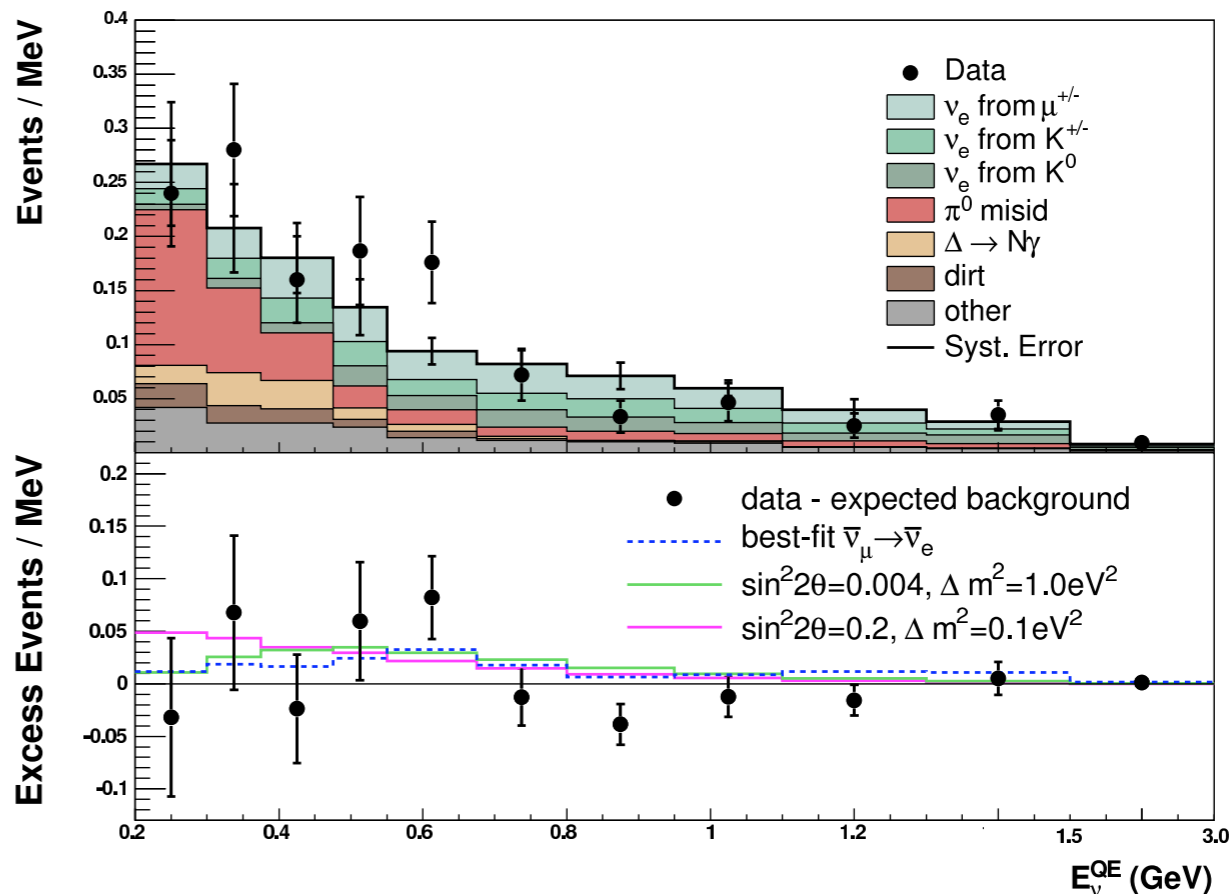 Events / MeV
0.4
0.35
0.3
0.25
0.2
0.15
0.1
0.05
Data
νe from μ+/-
νe from K+/-
νe from K0
π0 misid
Δ → Nγ
dirt
other
Syst. Error
Excess Events / MeV
0.2
0.15
0.1
0.05
0
-0.05
-0.1
data - expected background
best-fit ν̅μ→ν̅e
sin²2θ=0.004, Δ m²=1.0eV²
sin²2θ=0.2, Δ m²=0.1eV²
0.2 0.4 0.6 0.8 1 1.2 1.5 3.0
EνQE (GeV)